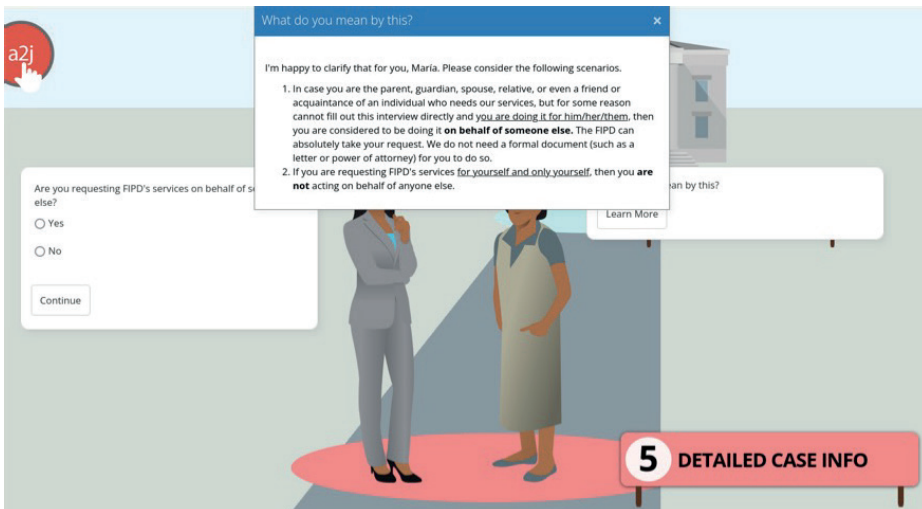 a2j
What do you mean by this?
×
I'm happy to clarify that for you, María. Please consider the following scenarios.
1. In case you are the parent, guardian, spouse, relative, or even a friend or
acquaintance of an individual who needs our services, but for some reason
cannot fill out this interview directly and you are doing it for him/her/them, then
you are considered to be doing it on behalf of someone else. The FIPD can
absolutely take your request. We do not need a formal document (such as a
letter or power of attorney) for you to do so.
2. If you are requesting FIPD's services for yourself and only yourself, then you are
not acting on behalf of anyone else.
Are you requesting FIPD's services on behalf of
else?
Yes
No
Continue
by this?
Learn More
5 DETAILED CASE INFO